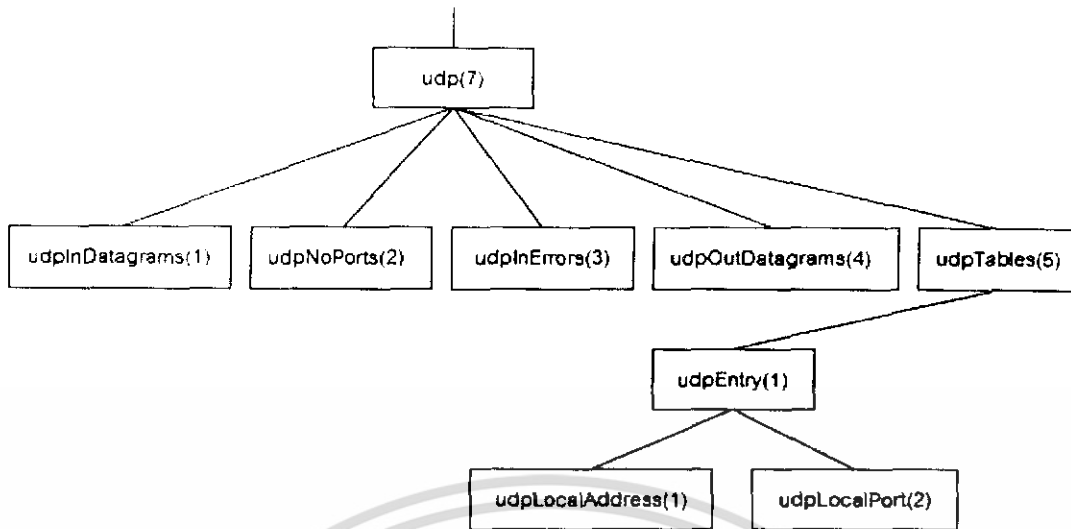 udp(7)
udpInDatagrams(1)
udpNoPorts(2)
udpInErrors(3)
udpOutDatagrams(4)
udpTables(5)
udpEntry(1)
udpLocalAddress(1)
udpLocalPort(2)